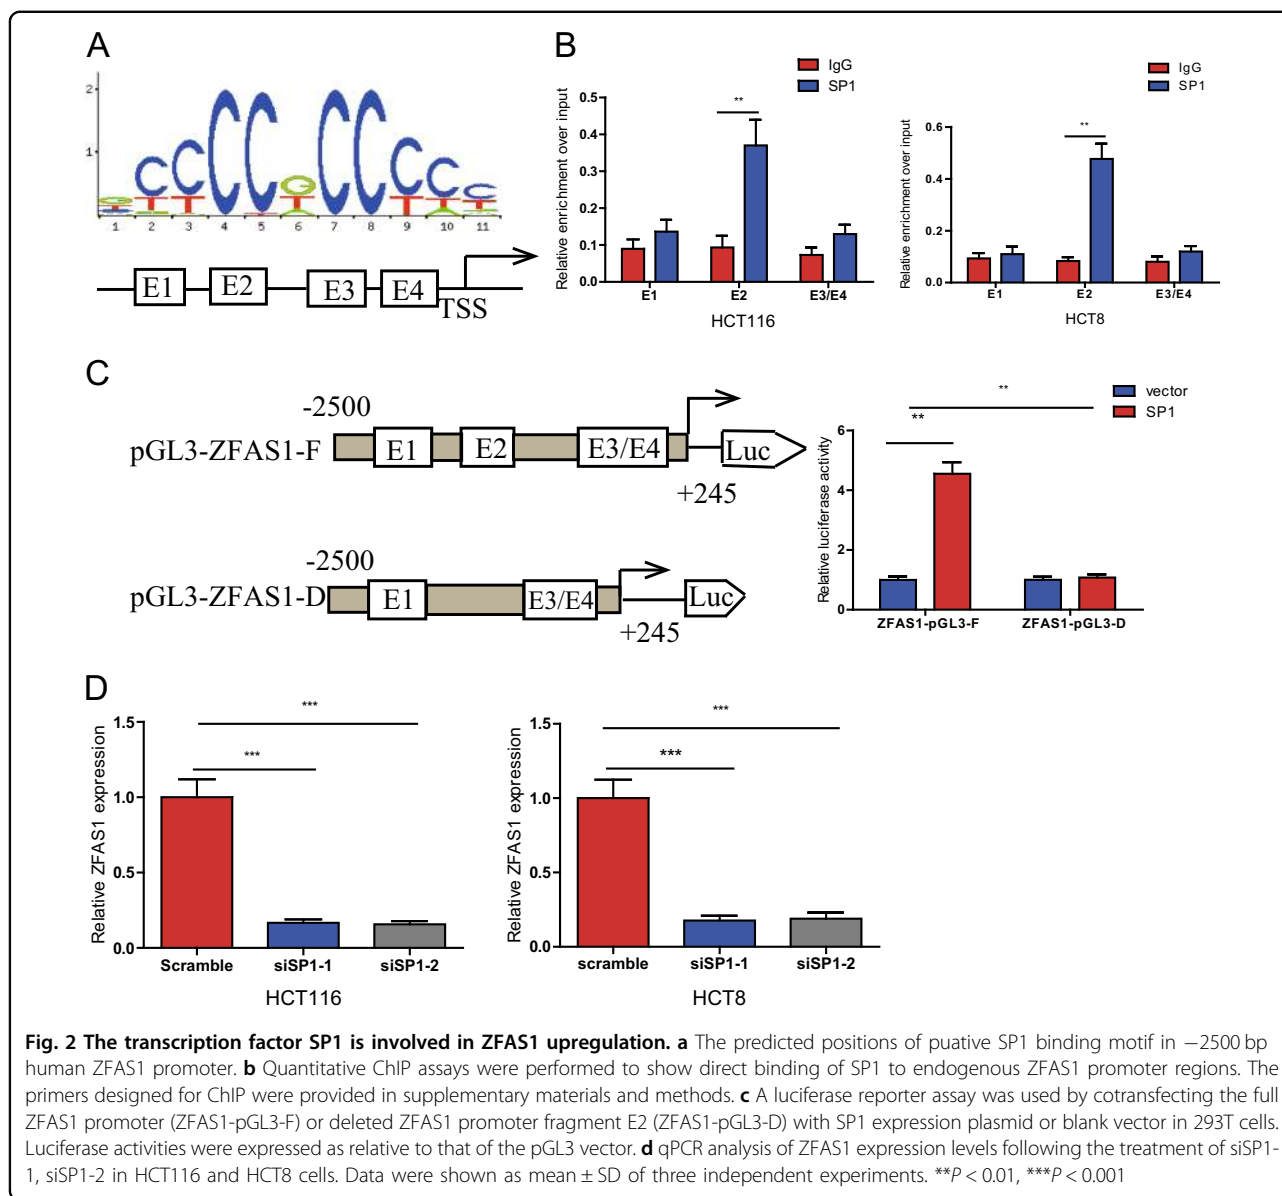 A
2
1
1 2 3 4 5 6 7 8 9 10 11
E1 E2 E3 E4
TSS
B
IgG
SP1
Relative enrichment over input
0.5
0.4
0.3
0.2
0.1
0.0
**
E1 E2 E3/E4
HCT116
IgG
SP1
Relative enrichment over input
0.6
0.4
0.2
0.0
**
E1 E2 E3/E4
HCT8
C
-2500
pGL3-ZFAS1-F
E1 E2 E3/E4 Luc
+245
-2500
pGL3-ZFAS1-D
E1 E3/E4 Luc
+245
vector
SP1
Relative luciferase activity
6
4
2
0
**
**
ZFAS1-pGL3-F ZFAS1-pGL3-D
D
Relative ZFAS1 expression
1.5
1.0
0.5
0.0
***
***
Scramble siSP1-1 siSP1-2
HCT116
Relative ZFAS1 expression
1.5
1.0
0.5
0.0
***
***
scramble siSP1-1 siSP1-2
HCT8
Fig. 2 The transcription factor SP1 is involved in ZFAS1 upregulation. a The predicted positions of puative SP1 binding motif in −2500 bp
human ZFAS1 promoter. b Quantitative ChIP assays were performed to show direct binding of SP1 to endogenous ZFAS1 promoter regions. The
primers designed for ChIP were provided in supplementary materials and methods. c A luciferase reporter assay was used by cotransfecting the full
ZFAS1 promoter (ZFAS1-pGL3-F) or deleted ZFAS1 promoter fragment E2 (ZFAS1-pGL3-D) with SP1 expression plasmid or blank vector in 293T cells.
Luciferase activities were expressed as relative to that of the pGL3 vector. d qPCR analysis of ZFAS1 expression levels following the treatment of siSP1-
1, siSP1-2 in HCT116 and HCT8 cells. Data were shown as mean ± SD of three independent experiments. **P < 0.01, ***P < 0.001